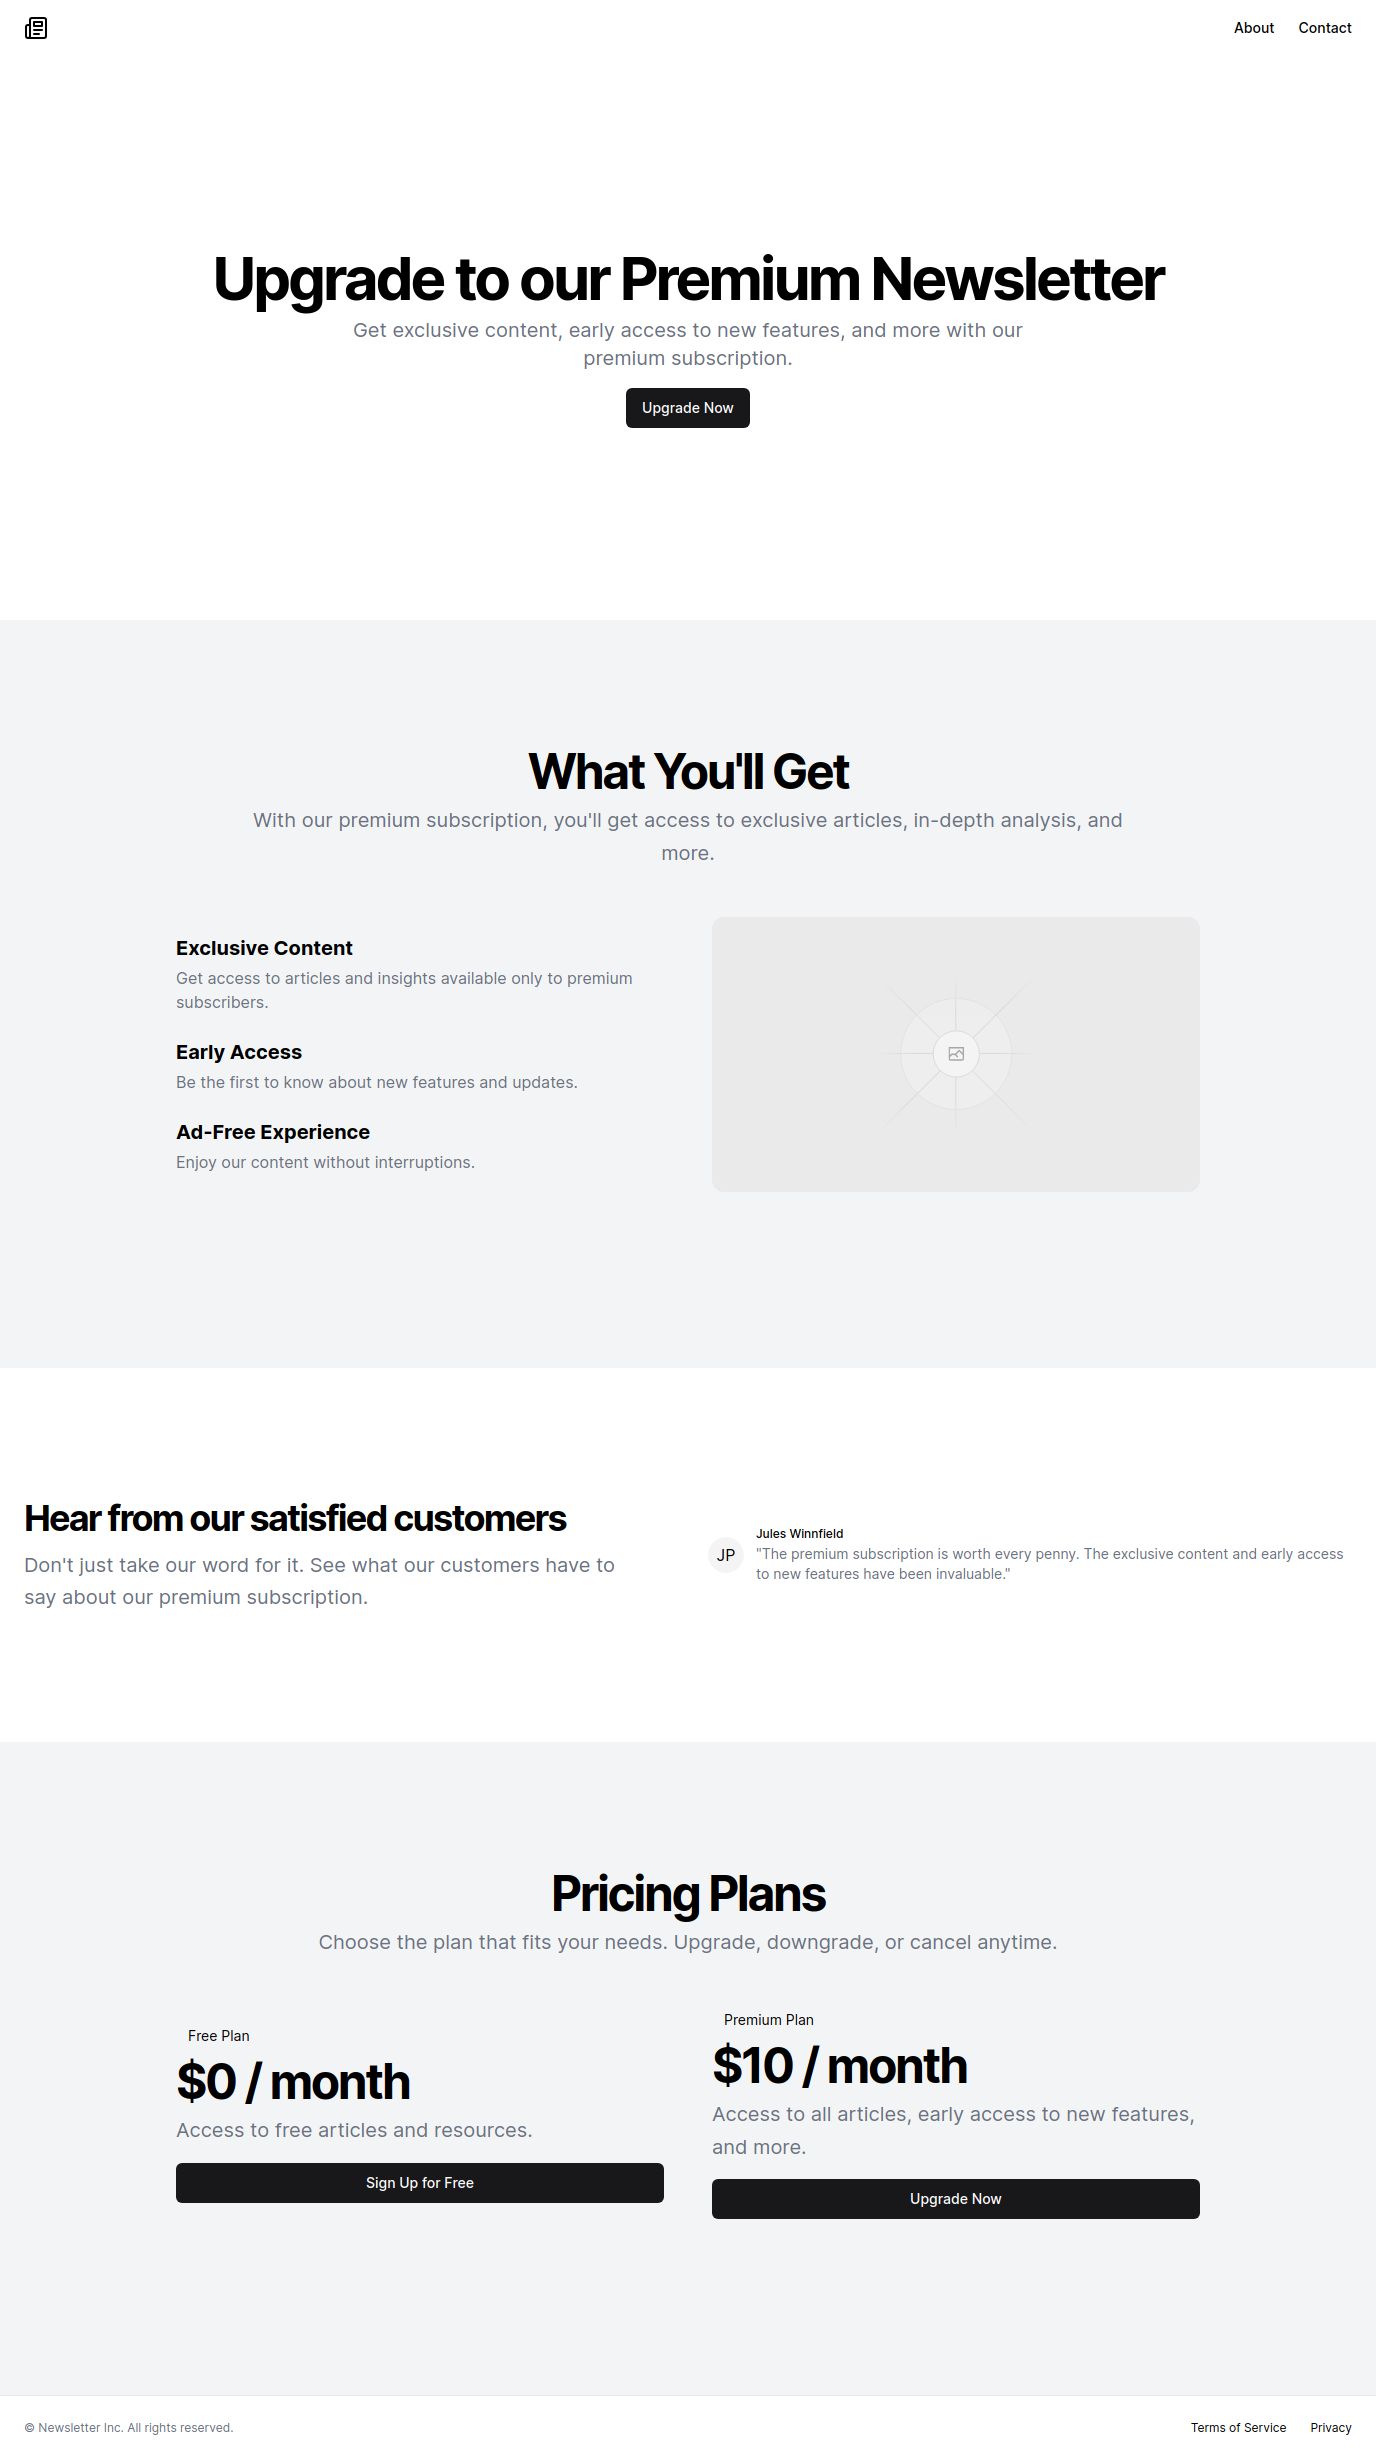 About Contact
Upgrade to our Premium Newsletter
Get exclusive content, early access to new features, and more with our
premium subscription.
Upgrade Now
What You'll Get
With our premium subscription, you'll get access to exclusive articles, in-depth analysis, and
more.
Exclusive Content
Get access to articles and insights available only to premium
subscribers.
Early Access
Be the first to know about new features and updates.
Ad-Free Experience
Enjoy our content without interruptions.
Hear from our satisfied customers
Don't just take our word for it. See what our customers have to
say about our premium subscription.
JP
Jules Winnfield
"The premium subscription is worth every penny. The exclusive content and early access
to new features have been invaluable."
Pricing Plans
Choose the plan that fits your needs. Upgrade, downgrade, or cancel anytime.
Free Plan
$0 / month
Access to free articles and resources.
Sign Up for Free
Premium Plan
$10 / month
Access to all articles, early access to new features,
and more.
Upgrade Now
© Newsletter Inc. All rights reserved.
Terms of Service Privacy